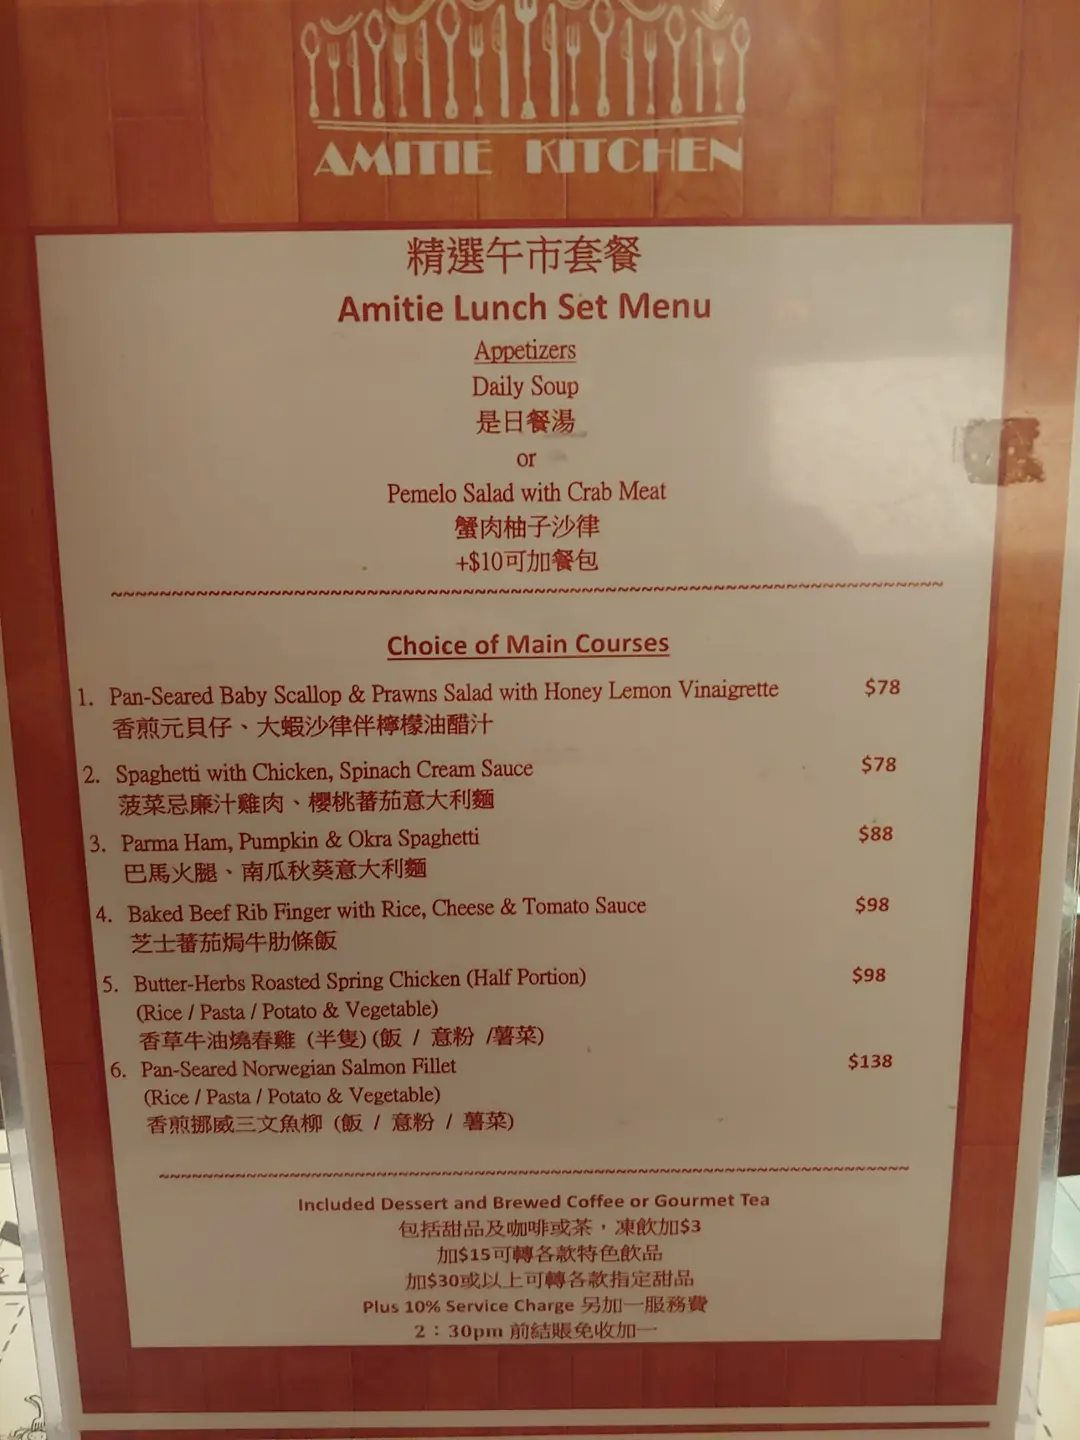 AMITIE KITCHEN
精選午市套餐
Amitie Lunch Set Menu
Appetizers
Daily Soup
是日餐湯
or
Pemelo Salad with Crab Meat
蟹肉柚子沙律
+$10可加餐包
Choice of Main Courses
1. Pan-Seared Baby Scallop & Prawns Salad with Honey Lemon Vinaigrette $78
香煎元貝仔、大蝦沙律伴檸檬油醋汁
2. Spaghetti with Chicken, Spinach Cream Sauce $78
菠菜忌廉汁雞肉、櫻桃蕃茄意大利麵
3. Parma Ham, Pumpkin & Okra Spaghetti $88
巴馬火腿、南瓜秋葵意大利麵
4. Baked Beef Rib Finger with Rice, Cheese & Tomato Sauce $98
芝士蕃茄焗牛肋條飯
5. Butter-Herbs Roasted Spring Chicken (Half Portion) $98
(Rice / Pasta / Potato & Vegetable)
香草牛油燒春雞 (半隻) (飯 / 意粉 /薯菜)
6. Pan-Seared Norwegian Salmon Fillet $138
(Rice / Pasta / Potato & Vegetable)
香煎挪威三文魚柳 (飯 / 意粉 / 薯菜)
Included Dessert and Brewed Coffee or Gourmet Tea
包括甜品及咖啡或茶，凍飲加$3
加$15可轉各款特色飲品
加$30或以上可轉各款指定甜品
Plus 10% Service Charge 另加一服務費
2：30pm 前結賬免收加一